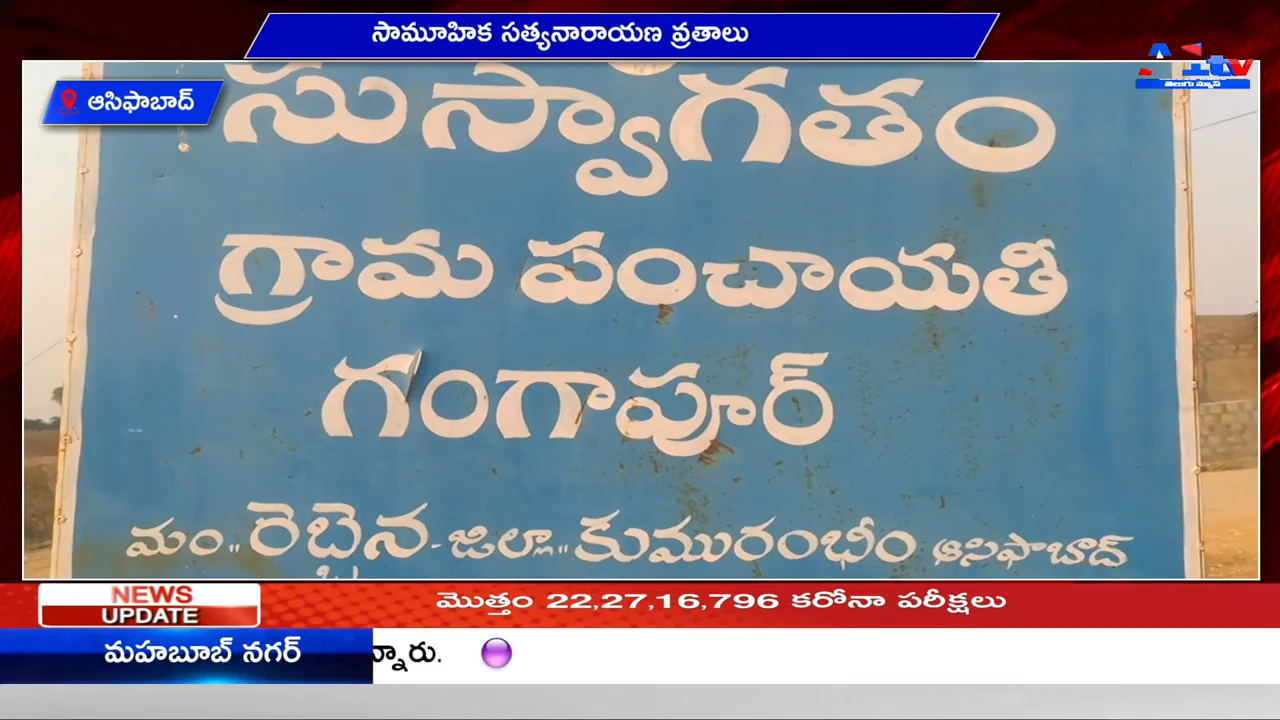 సామూహిక సత్యనారాయణ వ్రతాలు
ఆసిఫాబాద్
తెలుగు న్యూస్
సుస్వాగతం
గ్రామ పంచాయతీ
గంగాపూర్
మం॥ రెబ్బెన - జిల్లా॥ కుమురంభీం ఆసిఫాబాద్
NEWS
UPDATE
మొత్తం 22,27,16,796 కరోనా పరీక్షలు
మహబూబ్ నగర్
న్నారు.